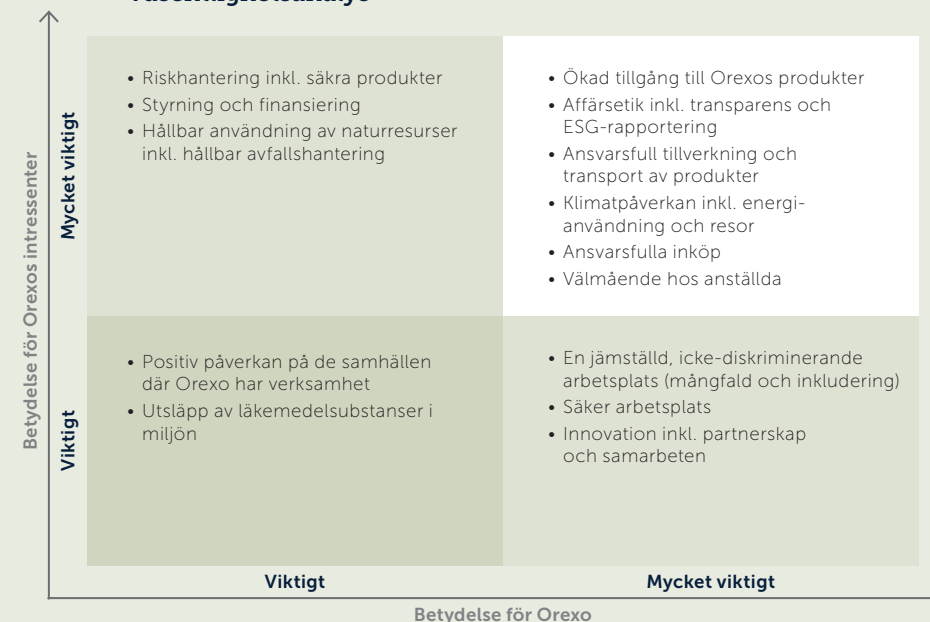 Väsentlighetsanalys
Betydelse för Orexos intressenter
Mycket viktigt
• Riskhantering inkl. säkra produkter
• Styrning och finansiering
• Hållbar användning av naturresurser
inkl. hållbar avfallshantering
• Ökad tillgång till Orexos produkter
• Affärsetik inkl. transparens och
ESG-rapportering
• Ansvarsfull tillverkning och
transport av produkter
• Klimatpåverkan inkl. energi-
användning och resor
• Ansvarsfulla inköp
• Välmående hos anställda
Viktigt
• Positiv påverkan på de samhällen
där Orexo har verksamhet
• Utsläpp av läkemedelsubstanser i
miljön
• En jämställd, icke-diskriminerande
arbetsplats (mångfald och inkludering)
• Säker arbetsplats
• Innovation inkl. partnerskap
och samarbeten
Viktigt
Mycket viktigt
Betydelse för Orexo